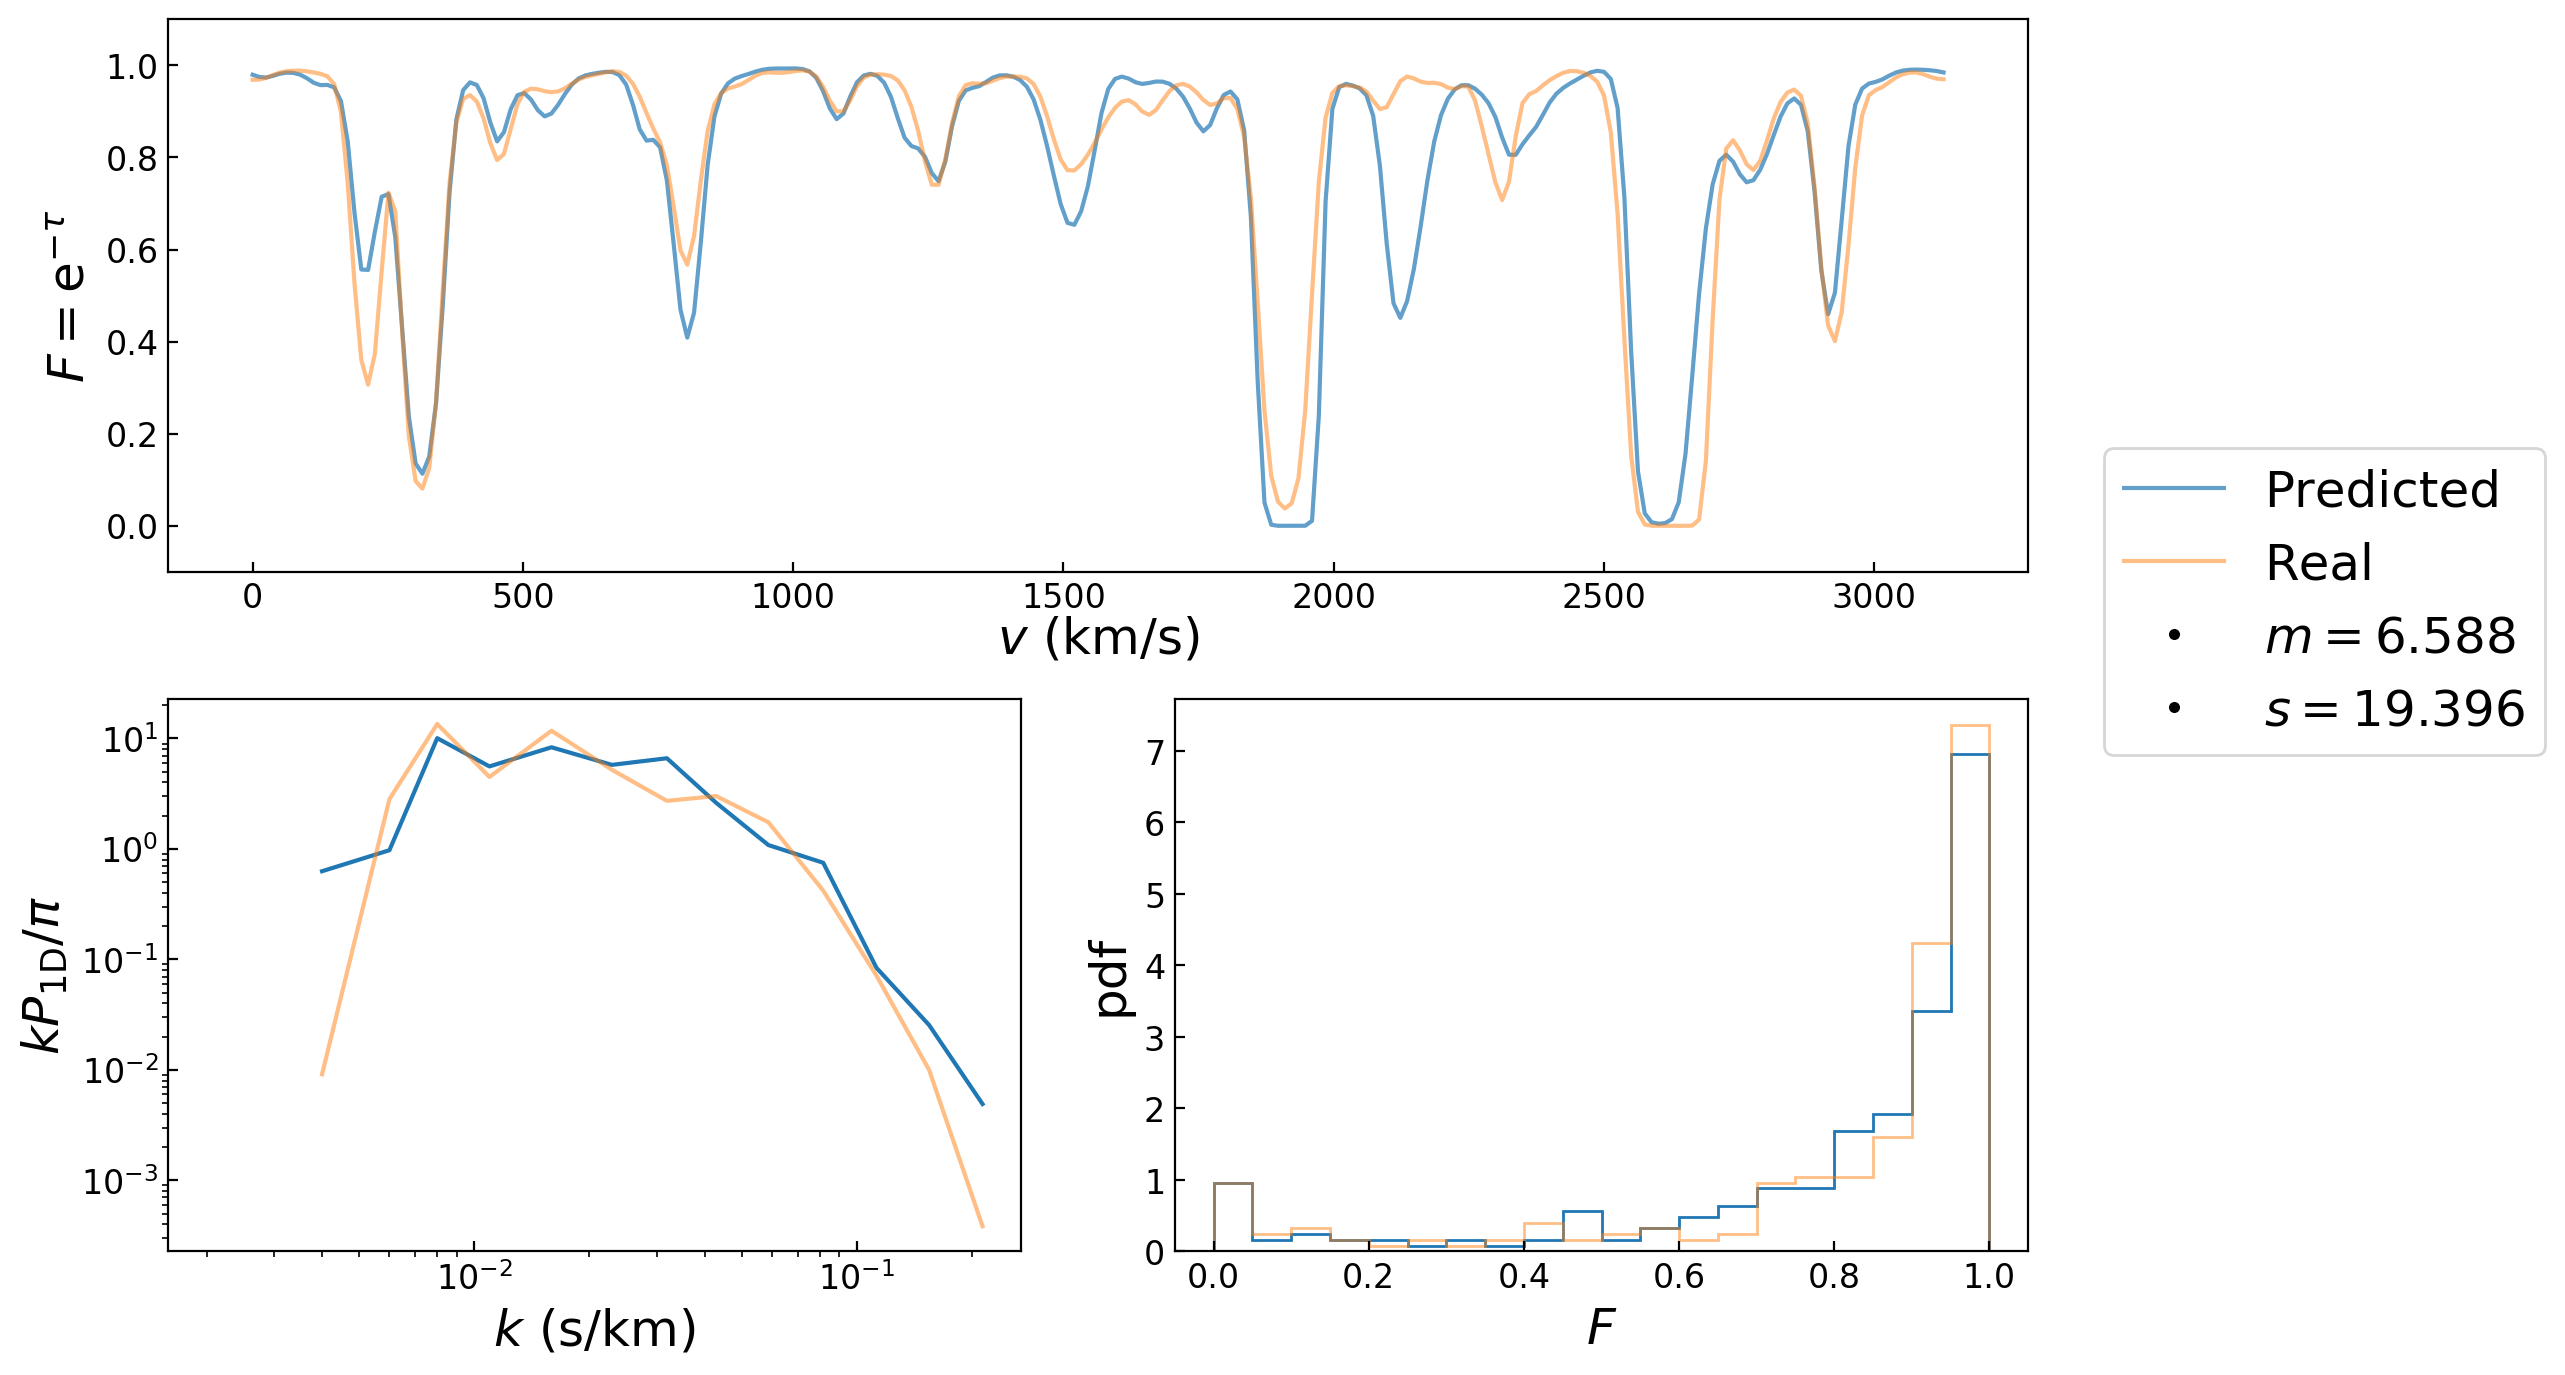 F = e^{-τ}
1.0
0.8
0.6
0.4
0.2
0.0
0 500 1000 1500 2000 2500 3000
v (km/s)
Predicted
Real
m = 6.588
s = 19.396
kP_{1D}/π
10^1
10^0
10^{-1}
10^{-2}
10^{-3}
10^{-2} 10^{-1}
k (s/km)
pdf
7
6
5
4
3
2
1
0
0.0 0.2 0.4 0.6 0.8 1.0
F